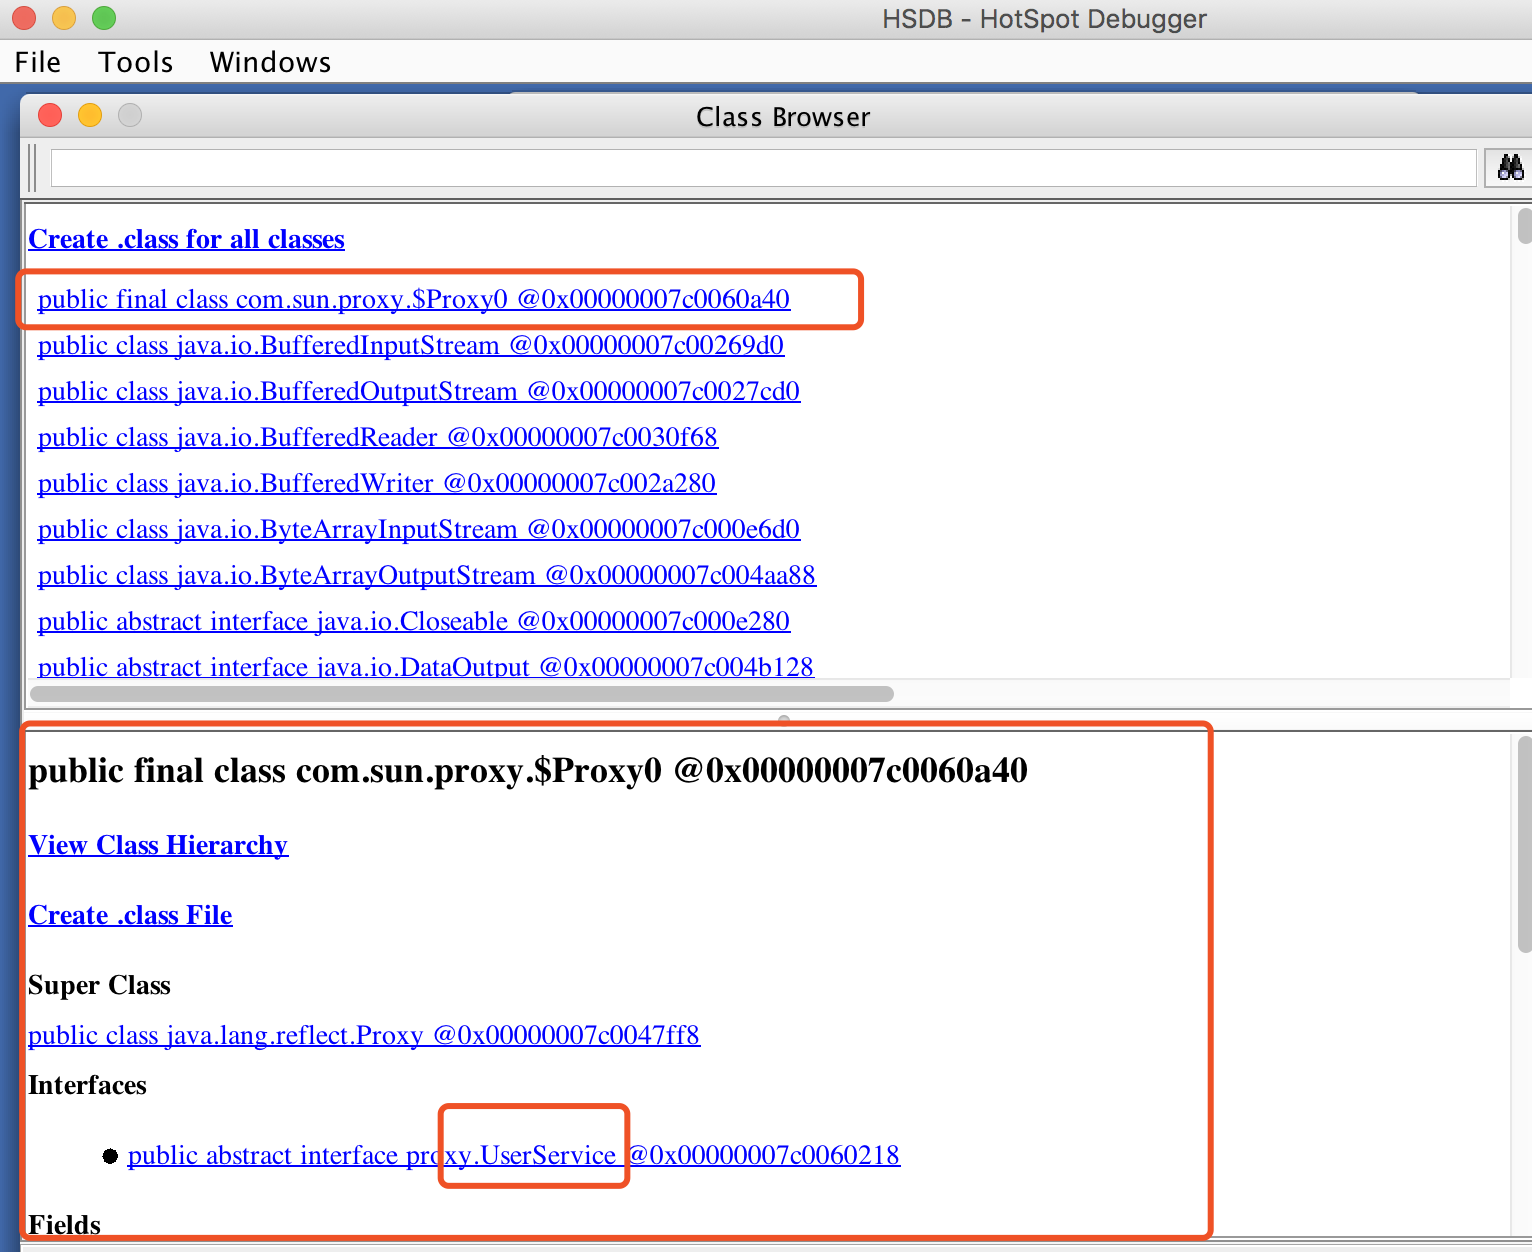 HSDB - HotSpot Debugger
File Tools Windows
Class Browser
Create .class for all classes
public final class com.sun.proxy.$Proxy0 @0x00000007c0060a40
public class java.io.BufferedInputStream @0x00000007c00269d0
public class java.io.BufferedOutputStream @0x00000007c0027cd0
public class java.io.BufferedReader @0x00000007c0030f68
public class java.io.BufferedWriter @0x00000007c002a280
public class java.io.ByteArrayInputStream @0x00000007c000e6d0
public class java.io.ByteArrayOutputStream @0x00000007c004aa88
public abstract interface java.io.Closeable @0x00000007c000e280
public abstract interface java.io.DataOutput @0x00000007c004b128
public final class com.sun.proxy.$Proxy0 @0x00000007c0060a40
View Class Hierarchy
Create .class File
Super Class
public class java.lang.reflect.Proxy @0x00000007c0047ff8
Interfaces
public abstract interface proxy.UserService @0x00000007c0060218
Fields